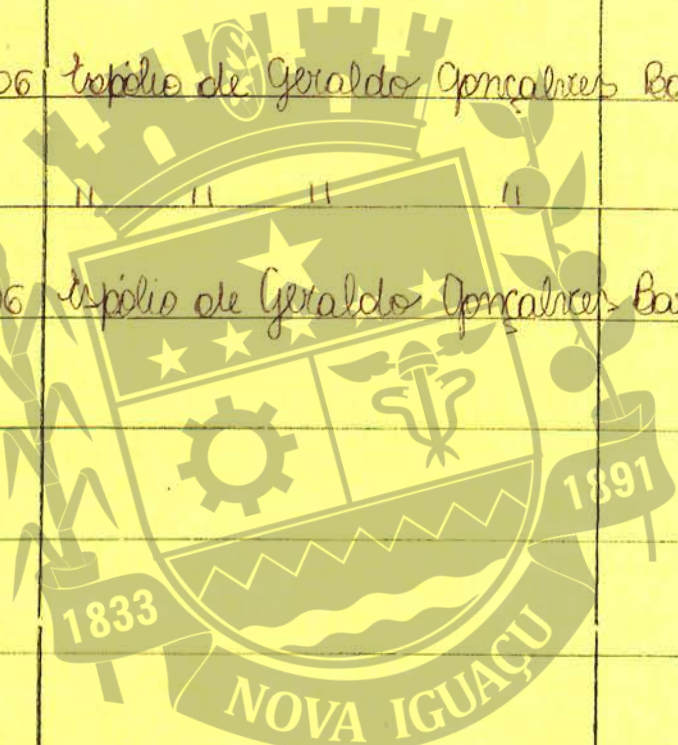 06 Espólio de Geraldo Gonçalves Ba
" " " "
06 Espólio de Geraldo Gonçalves Ba
1891
1833
NOVA IGUAÇU